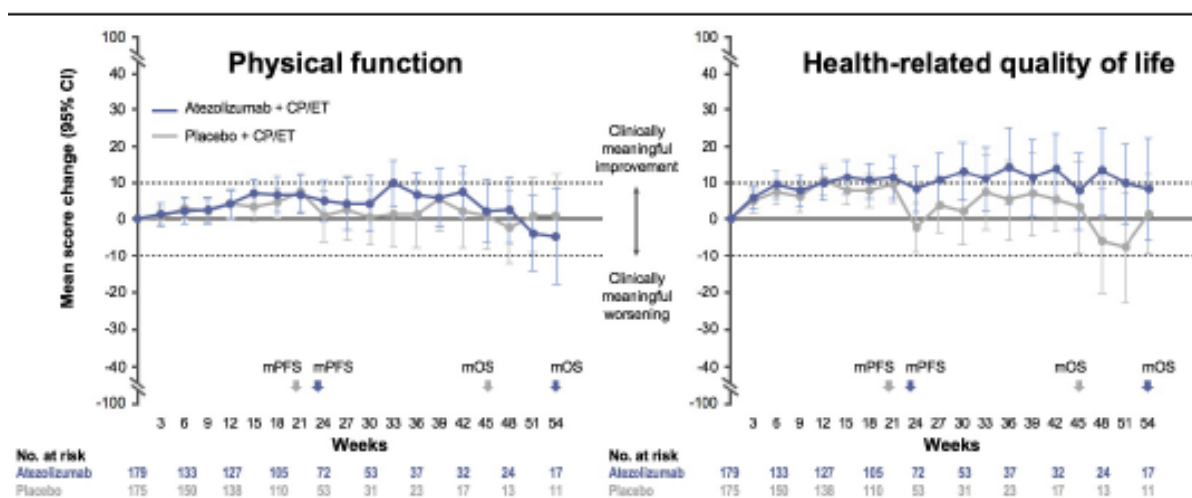 Physical function
Mean score change (95% CI)
100
40
30
20
10
0
-10
-20
-30
-40
-100
Atezolizumab + CP/ET
Placebo + CP/ET
mPFS mPFS mOS mOS
3 6 9 12 15 18 21 24 27 30 33 36 39 42 45 48 51 54
Weeks
No. at risk
Atezolizumab 179 133 127 105 72 53 37 32 24 17
Placebo 175 150 138 110 53 31 23 17 13 11
Clinically
meaningful
improvement
Clinically
meaningful
worsening
Health-related quality of life
100
40
30
20
10
0
-10
-20
-30
-40
-100
mPFS mPFS mOS mOS
3 6 9 12 15 18 21 24 27 30 33 36 39 42 45 48 51 54
Weeks
No. at risk
Atezolizumab 179 133 127 105 72 53 37 32 24 17
Placebo 175 150 138 110 53 31 23 17 13 11